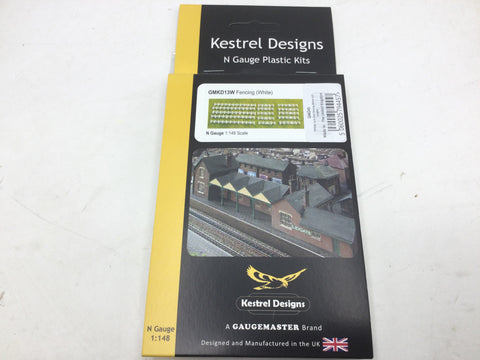 Kestrel Designs
N Gauge Plastic Kits
GMKD13W Fencing (White)
N Gauge 1:148 Scale
Kestrel Designs
A GAUGEMASTER Brand
Designed and Manufactured in the UK
N Gauge
1:148